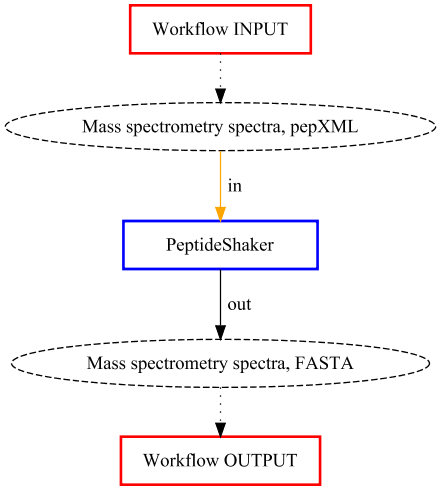 Workflow INPUT
Mass spectrometry spectra, pepXML
in
PeptideShaker
out
Mass spectrometry spectra, FASTA
Workflow OUTPUT